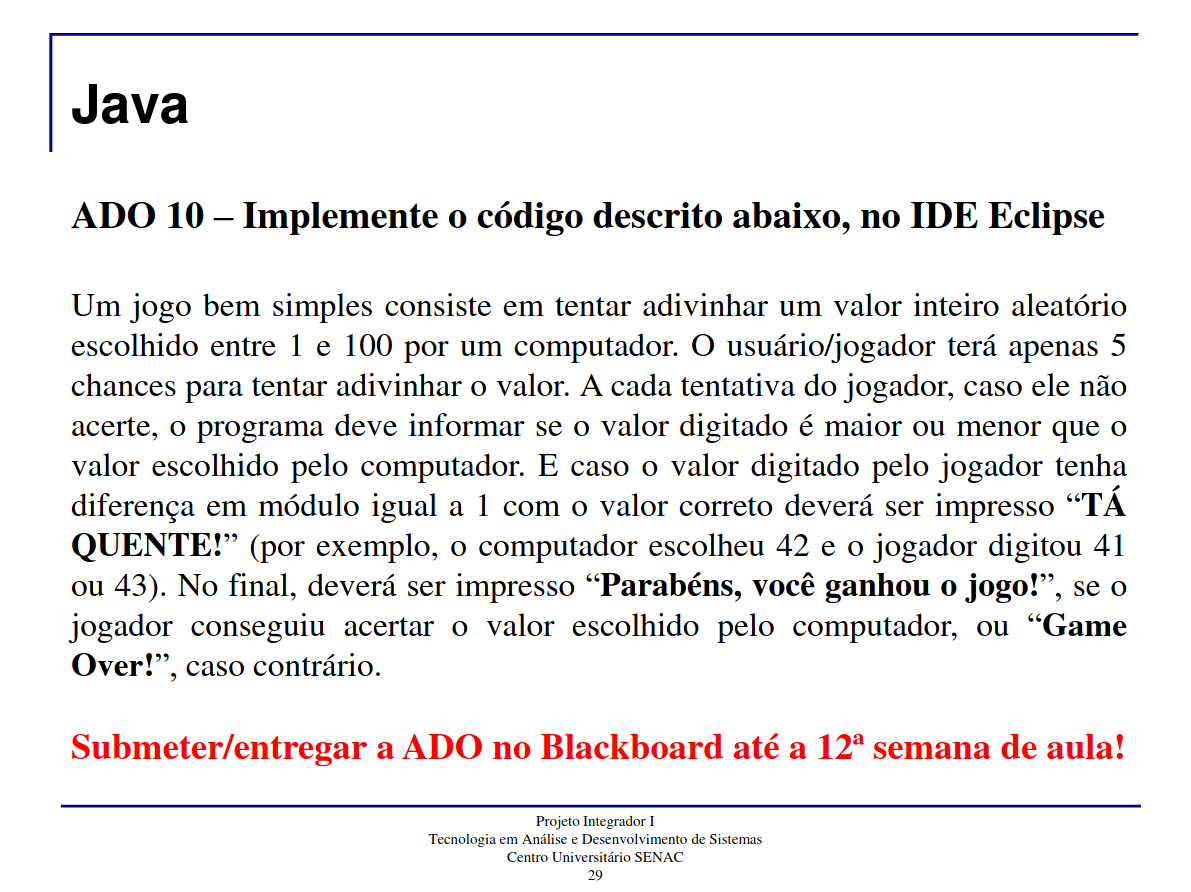 Java
ADO 10 – Implemente o código descrito abaixo, no IDE Eclipse
Um jogo bem simples consiste em tentar adivinhar um valor inteiro aleatório
escolhido entre 1 e 100 por um computador. O usuário/jogador terá apenas 5
chances para tentar adivinhar o valor. A cada tentativa do jogador, caso ele não
acerte, o programa deve informar se o valor digitado é maior ou menor que o
valor escolhido pelo computador. E caso o valor digitado pelo jogador tenha
diferença em módulo igual a 1 com o valor correto deverá ser impresso “TÁ
QUENTE!” (por exemplo, o computador escolheu 42 e o jogador digitou 41
ou 43). No final, deverá ser impresso “Parabéns, você ganhou o jogo!”, se o
jogador conseguiu acertar o valor escolhido pelo computador, ou “Game
Over!”, caso contrário.
Submeter/entregar a ADO no Blackboard até a 12ª semana de aula!
Projeto Integrador I
Tecnologia em Análise e Desenvolvimento de Sistemas
Centro Universitário SENAC
29